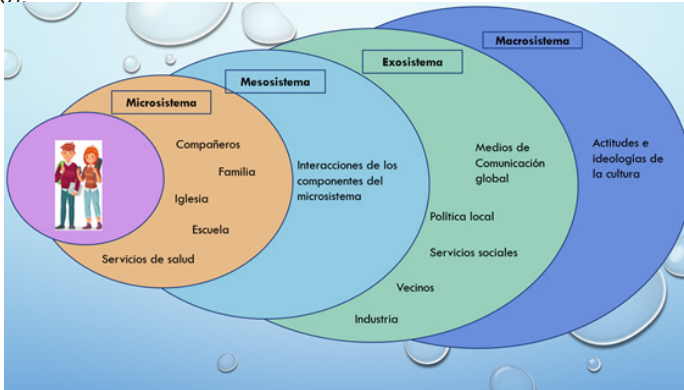 Macrosistema
Exosistema
Mesosistema
Microsistema
Compañeros
Familia
Iglesia
Escuela
Servicios de salud
Interacciones de los
componentes del
microsistema
Medios de
Comunicación
global
Política local
Servicios sociales
Vecinos
Industria
Actitudes e
ideologías de
la cultura